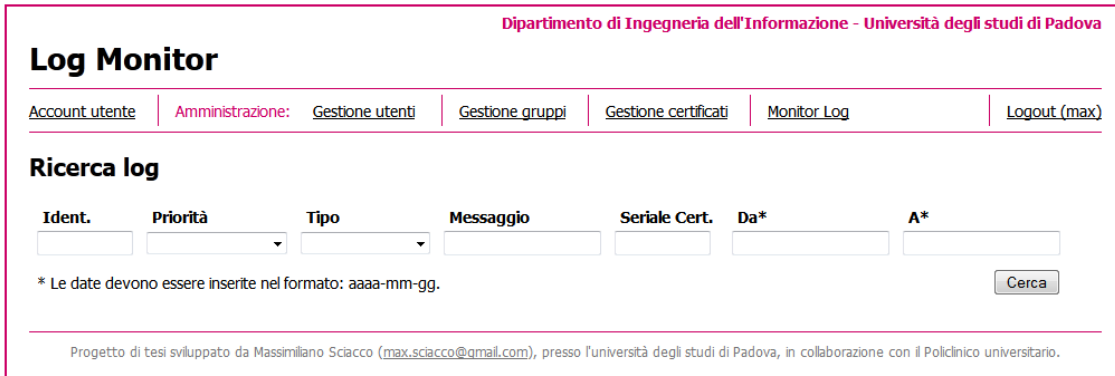 Dipartimento di Ingegneria dell'Informazione - Università degli studi di Padova
Log Monitor
Account utente Amministrazione: Gestione utenti Gestione gruppi Gestione certificati Monitor Log Logout (max)
Ricerca log
Ident. Priorità Tipo Messaggio Seriale Cert. Da* A*
* Le date devono essere inserite nel formato: aaaa-mm-gg. Cerca
Progetto di tesi sviluppato da Massimiliano Sciacco (max.sciacco@gmail.com), presso l'università degli studi di Padova, in collaborazione con il Policlinico universitario.